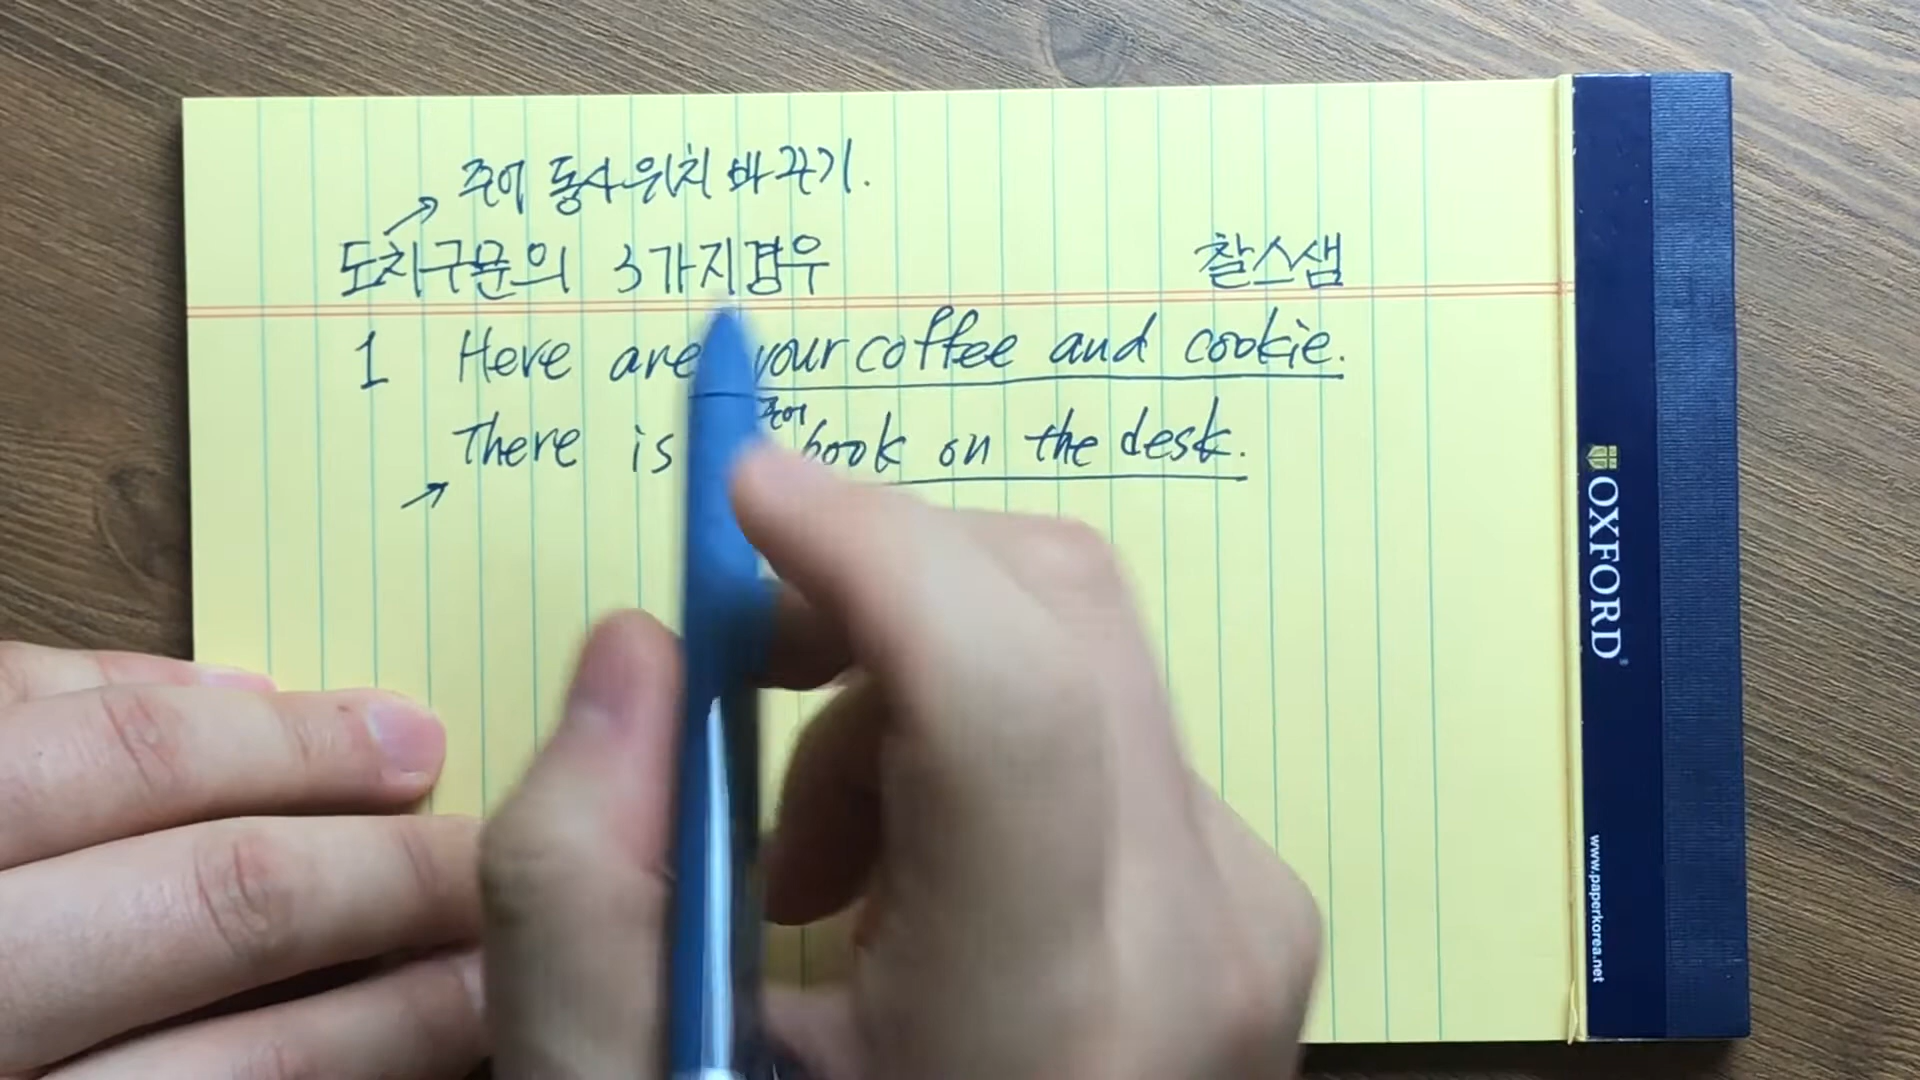 주어 동사 위치 바꾸기.
도치구문의 3가지경우
찰스샘
1 Here are your coffee and cookie.
주어
There is book on the desk.
OXFORD®
www.paperkorea.net